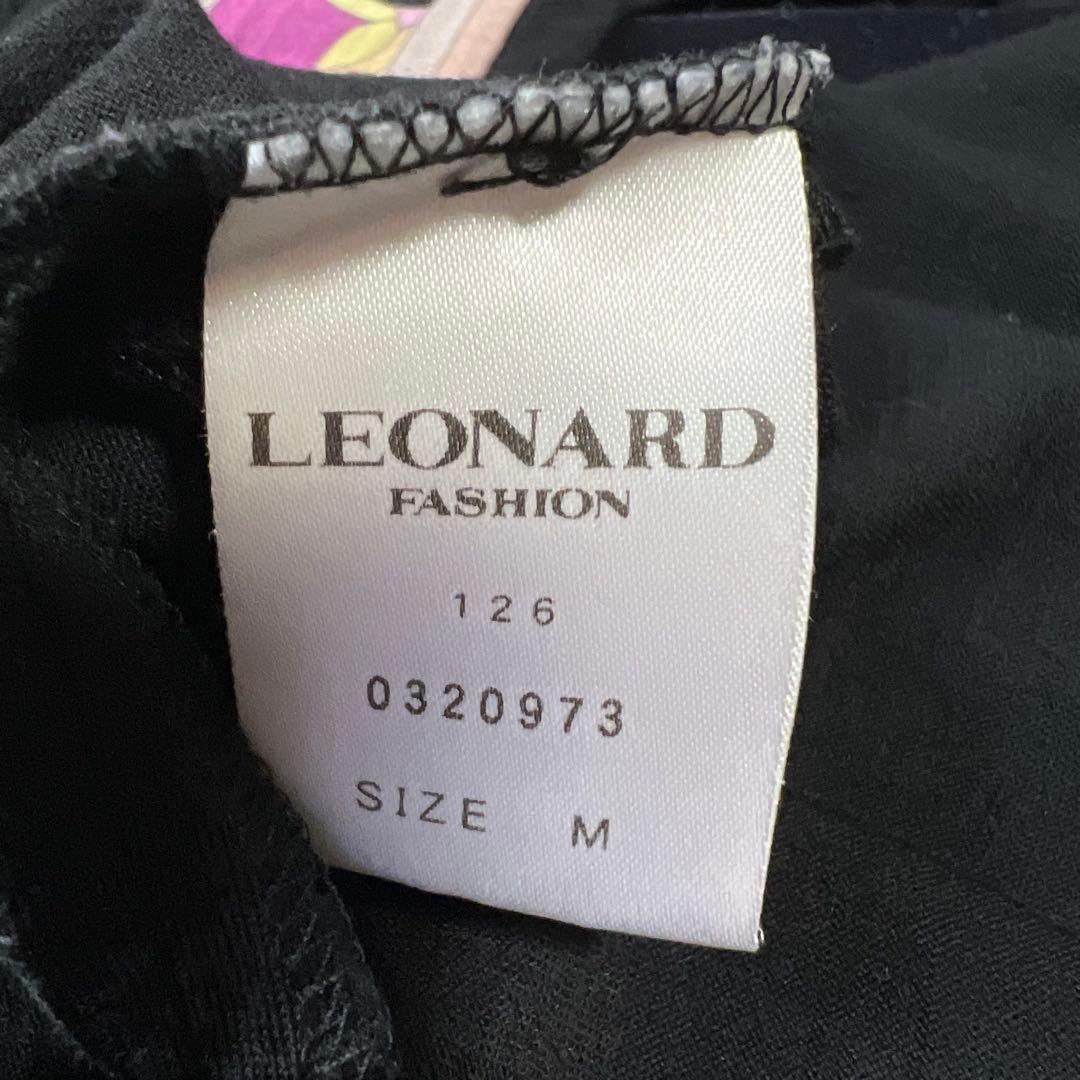 LEONARD
FASHION
126
0320973
SIZE M